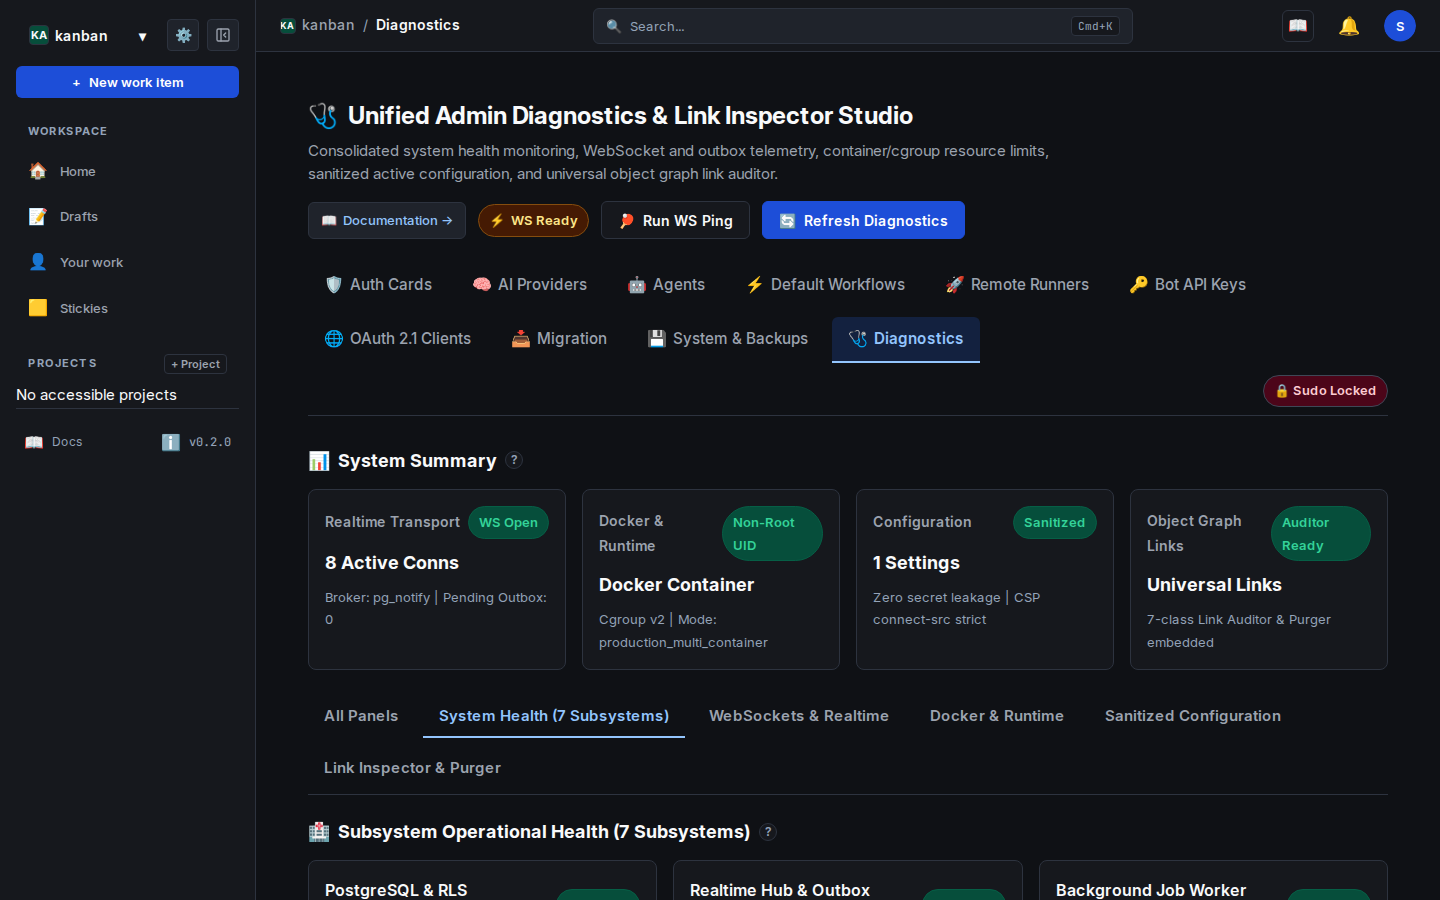 KA kanban ▾
+ New work item
WORKSPACE
Home
Drafts
Your work
Stickies
PROJECTS + Project
No accessible projects
Docs v0.2.0
KA kanban / Diagnostics
Search... Cmd+K
S
Unified Admin Diagnostics & Link Inspector Studio
Consolidated system health monitoring, WebSocket and outbox telemetry, container/cgroup resource limits,
sanitized active configuration, and universal object graph link auditor.
Documentation → WS Ready Run WS Ping Refresh Diagnostics
Auth Cards AI Providers Agents Default Workflows Remote Runners Bot API Keys
OAuth 2.1 Clients Migration System & Backups Diagnostics
Sudo Locked
System Summary ?
Realtime Transport WS Open
8 Active Conns
Broker: pg_notify | Pending Outbox:
0
Docker &
Runtime
Non-Root
UID
Docker Container
Cgroup v2 | Mode:
production_multi_container
Configuration Sanitized
1 Settings
Zero secret leakage | CSP
connect-src strict
Object Graph
Links
Auditor
Ready
Universal Links
7-class Link Auditor & Purger
embedded
All Panels System Health (7 Subsystems) WebSockets & Realtime Docker & Runtime Sanitized Configuration
Link Inspector & Purger
Subsystem Operational Health (7 Subsystems) ?
PostgreSQL & RLS Realtime Hub & Outbox Background Job Worker